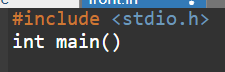 #include <stdio.h>
int main()